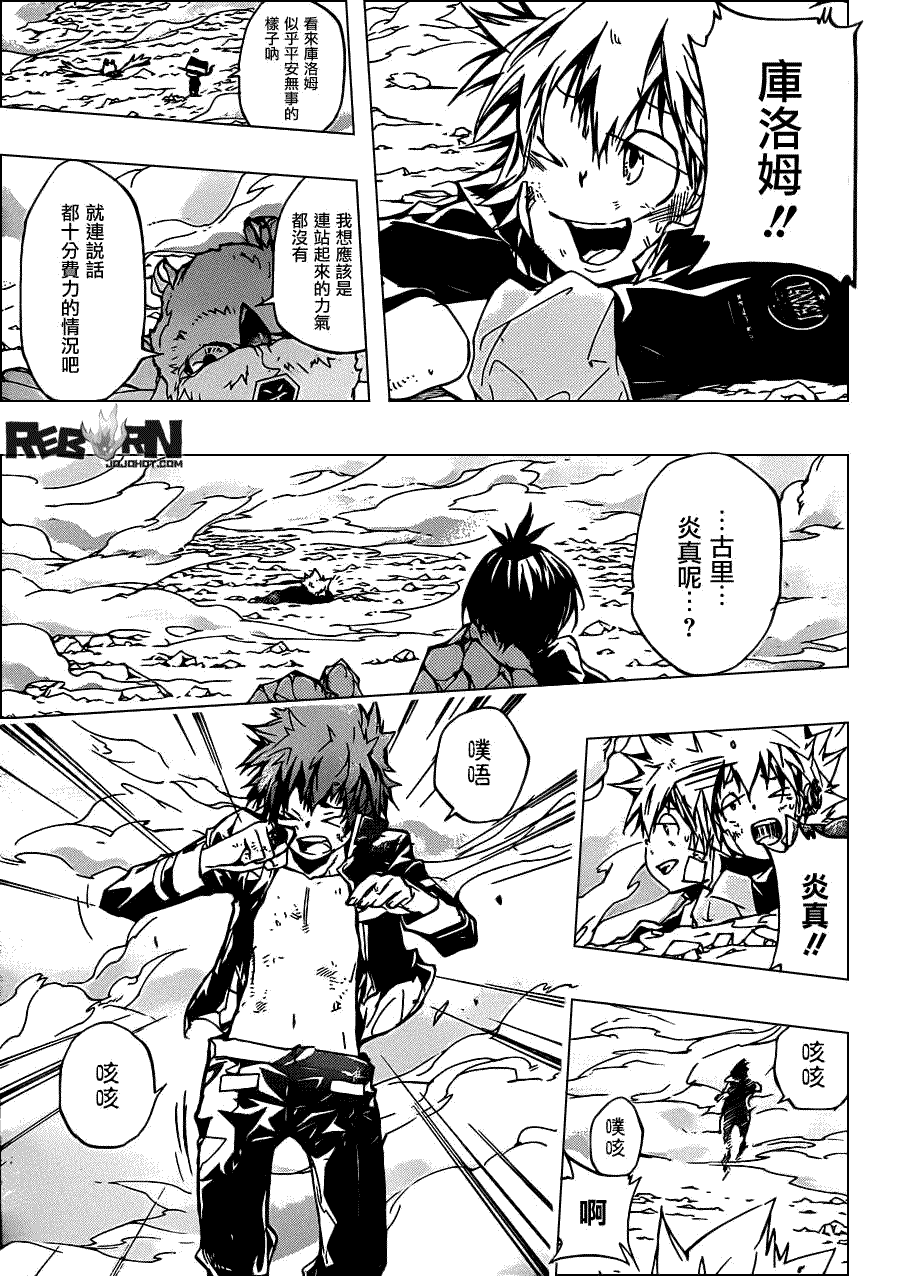 庫洛姆!!
看來庫洛姆
似乎平安無事的
樣子吶
我想應該是
連站起來的力氣
都沒有
就連說話
都十分費力的情況吧
REBORN
JOJOHOT.COM
…古里…
炎真呢…?
炎真!!
噗唔
咳咳
咳咳
噗咳
啊